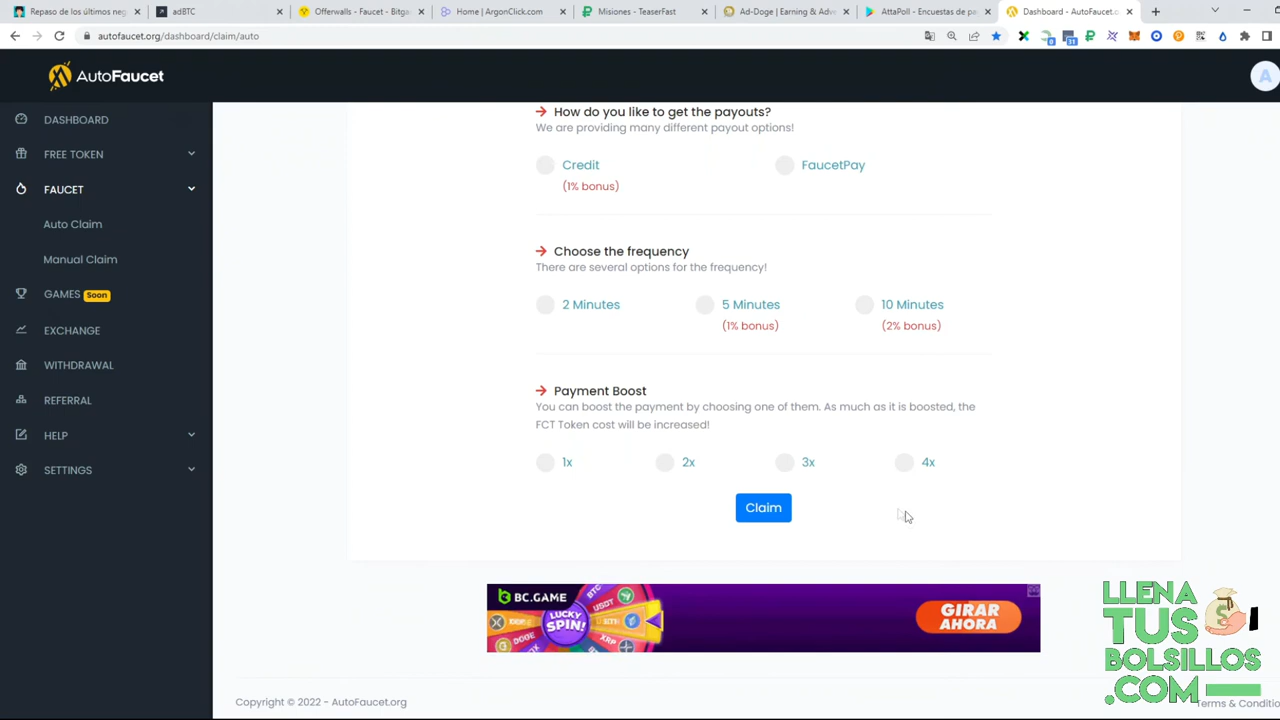 Repaso de los últimos neg
adBTC
Offerwalls - Faucet - Bitga
Home | ArgonClick.com
Misiones - TeaserFast
Ad-Doge | Earning & Adve
AttaPoll - Encuestas de pa
Dashboard - AutoFaucet.o
autofaucet.org/dashboard/claim/auto
AutoFaucet
A
DASHBOARD
FREE TOKEN
FAUCET
Auto Claim
Manual Claim
GAMES Soon
EXCHANGE
WITHDRAWAL
REFERRAL
HELP
SETTINGS
How do you like to get the payouts?
We are providing many different payout options!
Credit
FaucetPay
(1% bonus)
Choose the frequency
There are several options for the frequency!
2 Minutes
5 Minutes
10 Minutes
(1% bonus)
(2% bonus)
Payment Boost
You can boost the payment by choosing one of them. As much as it is boosted, the
FCT Token cost will be increased!
1x
2x
3x
4x
Claim
BC.GAME
LUCKY
SPIN!
BTC
USDT
XRP
GIRAR
AHORA
LLENA
TUS
BOLSILLOS
.COM
Copyright © 2022 - AutoFaucet.org
Terms & Conditio